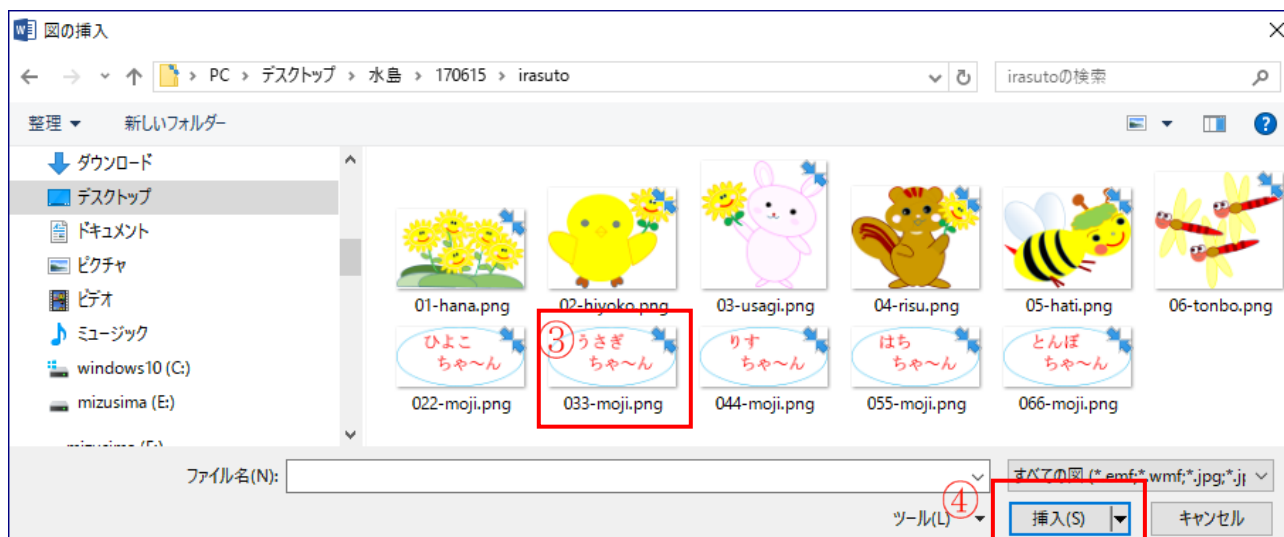 図の挿入
PC > デスクトップ > 水島 > 170615 > irasuto
irasutoの検索
整理
新しいフォルダー
ダウンロード
デスクトップ
ドキュメント
ピクチャ
ビデオ
ミュージック
windows10 (C:)
mizusima (E:)
01-hana.png
02-hiyoko.png
03-usagi.png
04-risu.png
05-hati.png
06-tonbo.png
ひよこ
ちゃ~ん
③
うさぎ
ちゃ~ん
りす
ちゃ~ん
はち
ちゃ~ん
とんぼ
ちゃ~ん
022-moji.png
033-moji.png
044-moji.png
055-moji.png
066-moji.png
ファイル名(N):
すべての図 (*.emf;*.wmf;*.jpg;*.j
ツール(L)
④
挿入(S)
キャンセル